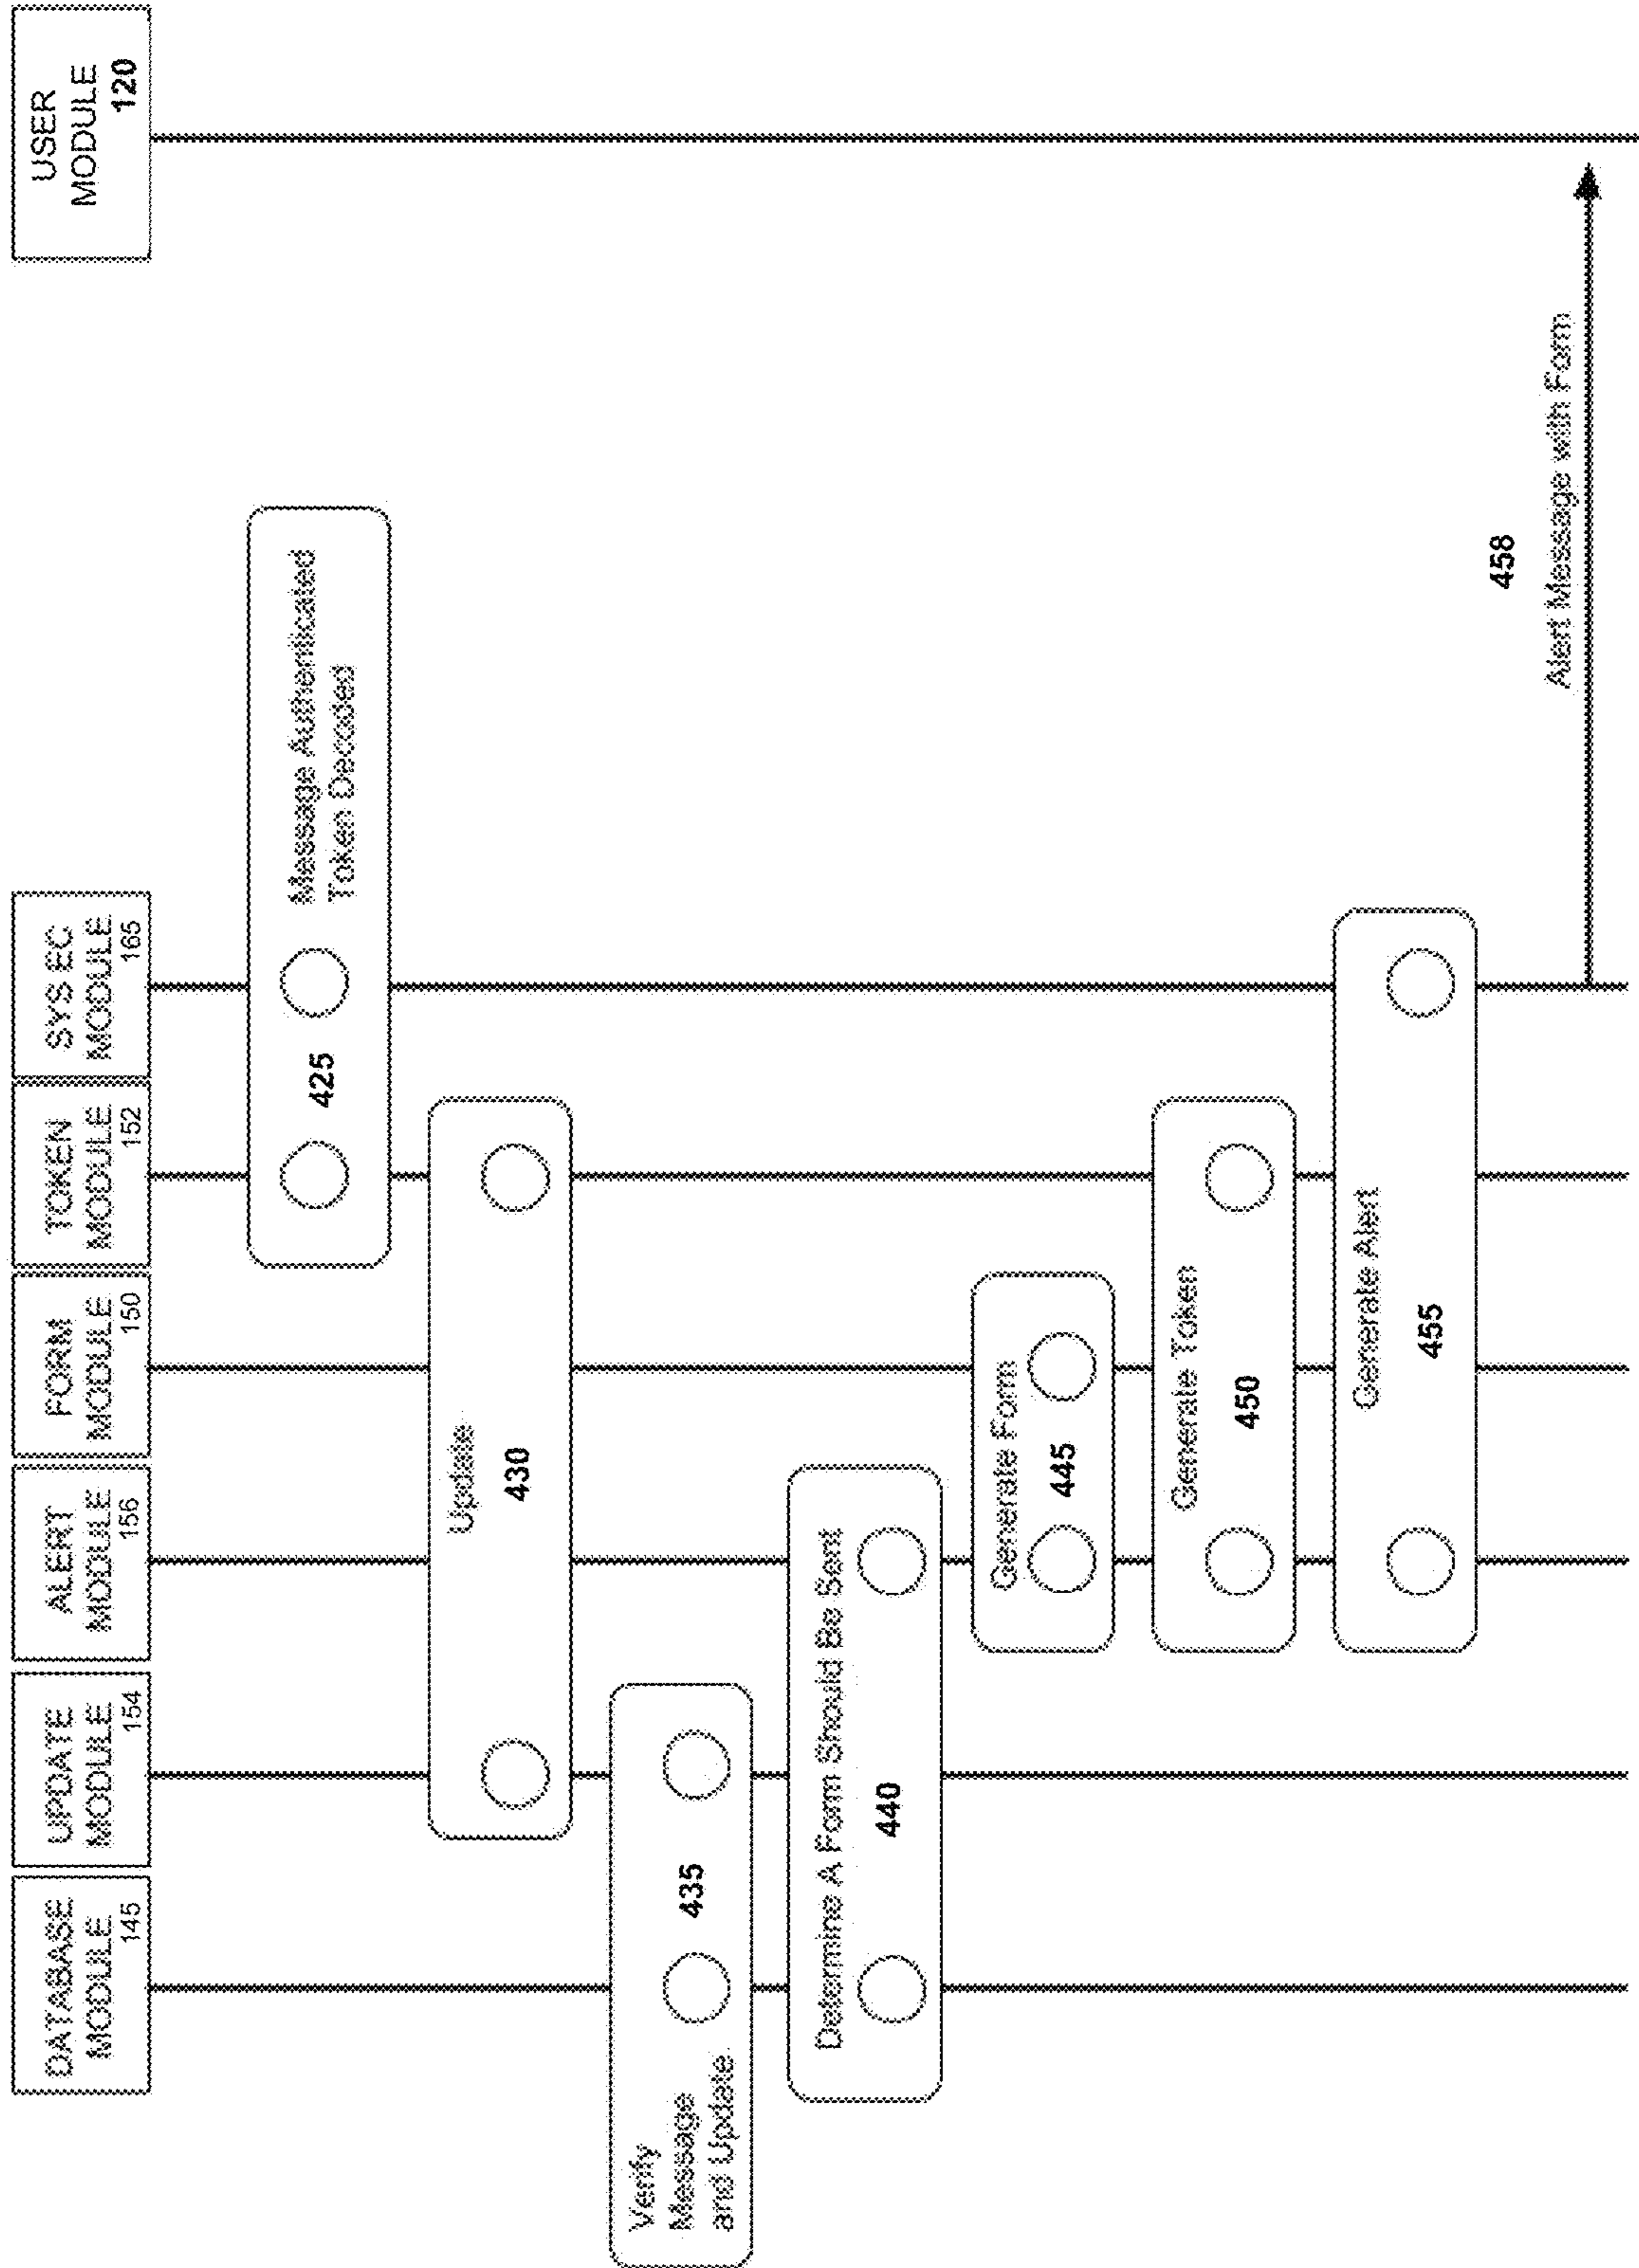 DATABASE
MODULE
145
UPDATE
MODULE
154
ALERT
MODULE
156
FORM
MODULE
150
TOKEN
MODULE
152
SYS EC
MODULE
165
USER
MODULE
120
425
Message Authenticated
Token Decoded
Update
430
Verify
Message
and Update
435
Determine A Form Should Be Sent
440
Generate Form
445
Generate Token
450
Generate Alert
455
458
Alert Message with Form